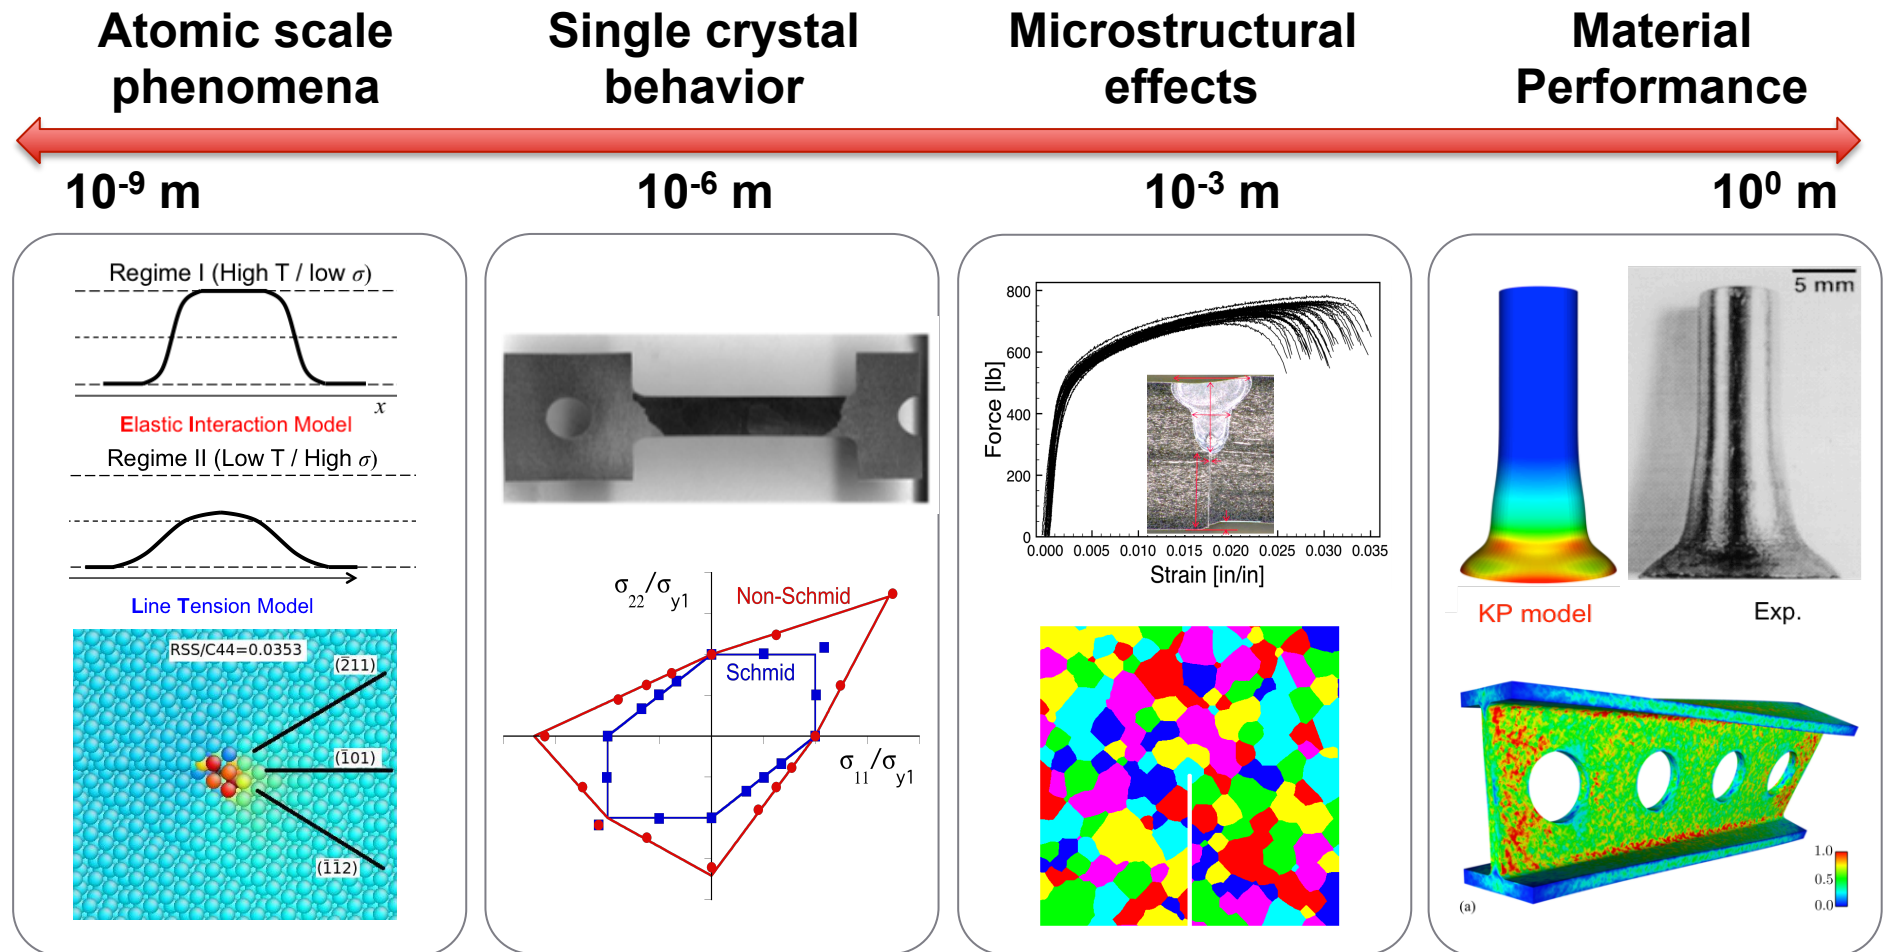 Atomic scale
phenomena
Single crystal
behavior
Microstructural
effects
Material
Performance
10⁻⁹ m
10⁻⁶ m
10⁻³ m
10⁰ m
Regime I (High T / low σ)
x
Elastic Interaction Model
Regime II (Low T / High σ)
Line Tension Model
RSS/C44=0.0353
(2̅11)
(1̅01)
(1̅1̅2)
σ₂₂/σy1
Non-Schmid
Schmid
σ₁₁/σy1
800
600
400
200
0
Force [lb]
0.000 0.005 0.010 0.015 0.020 0.025 0.030 0.035
Strain [in/in]
5 mm
KP model
Exp.
1.0
0.5
0.0
(a)